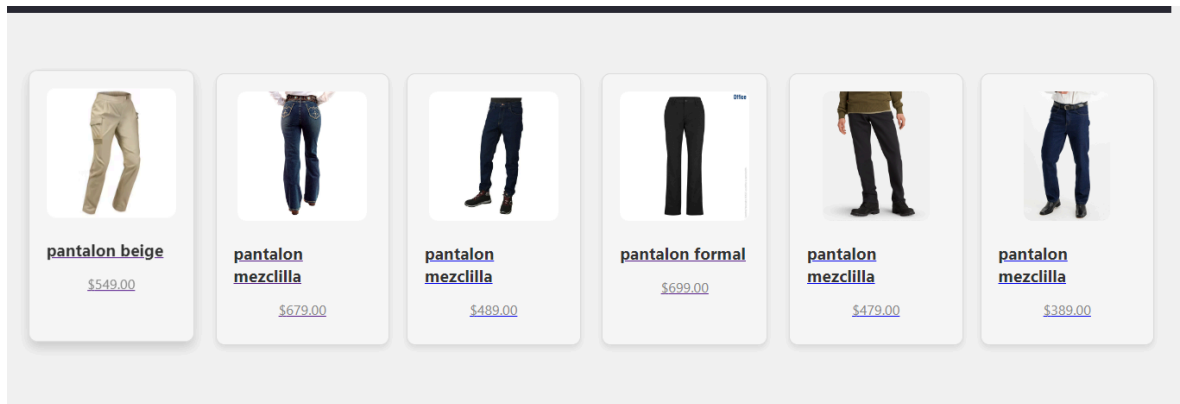 Office
pantalon beige
$549.00
pantalon
mezclilla
$679.00
pantalon
mezclilla
$489.00
pantalon formal
$699.00
pantalon
mezclilla
$479.00
pantalon
mezclilla
$389.00